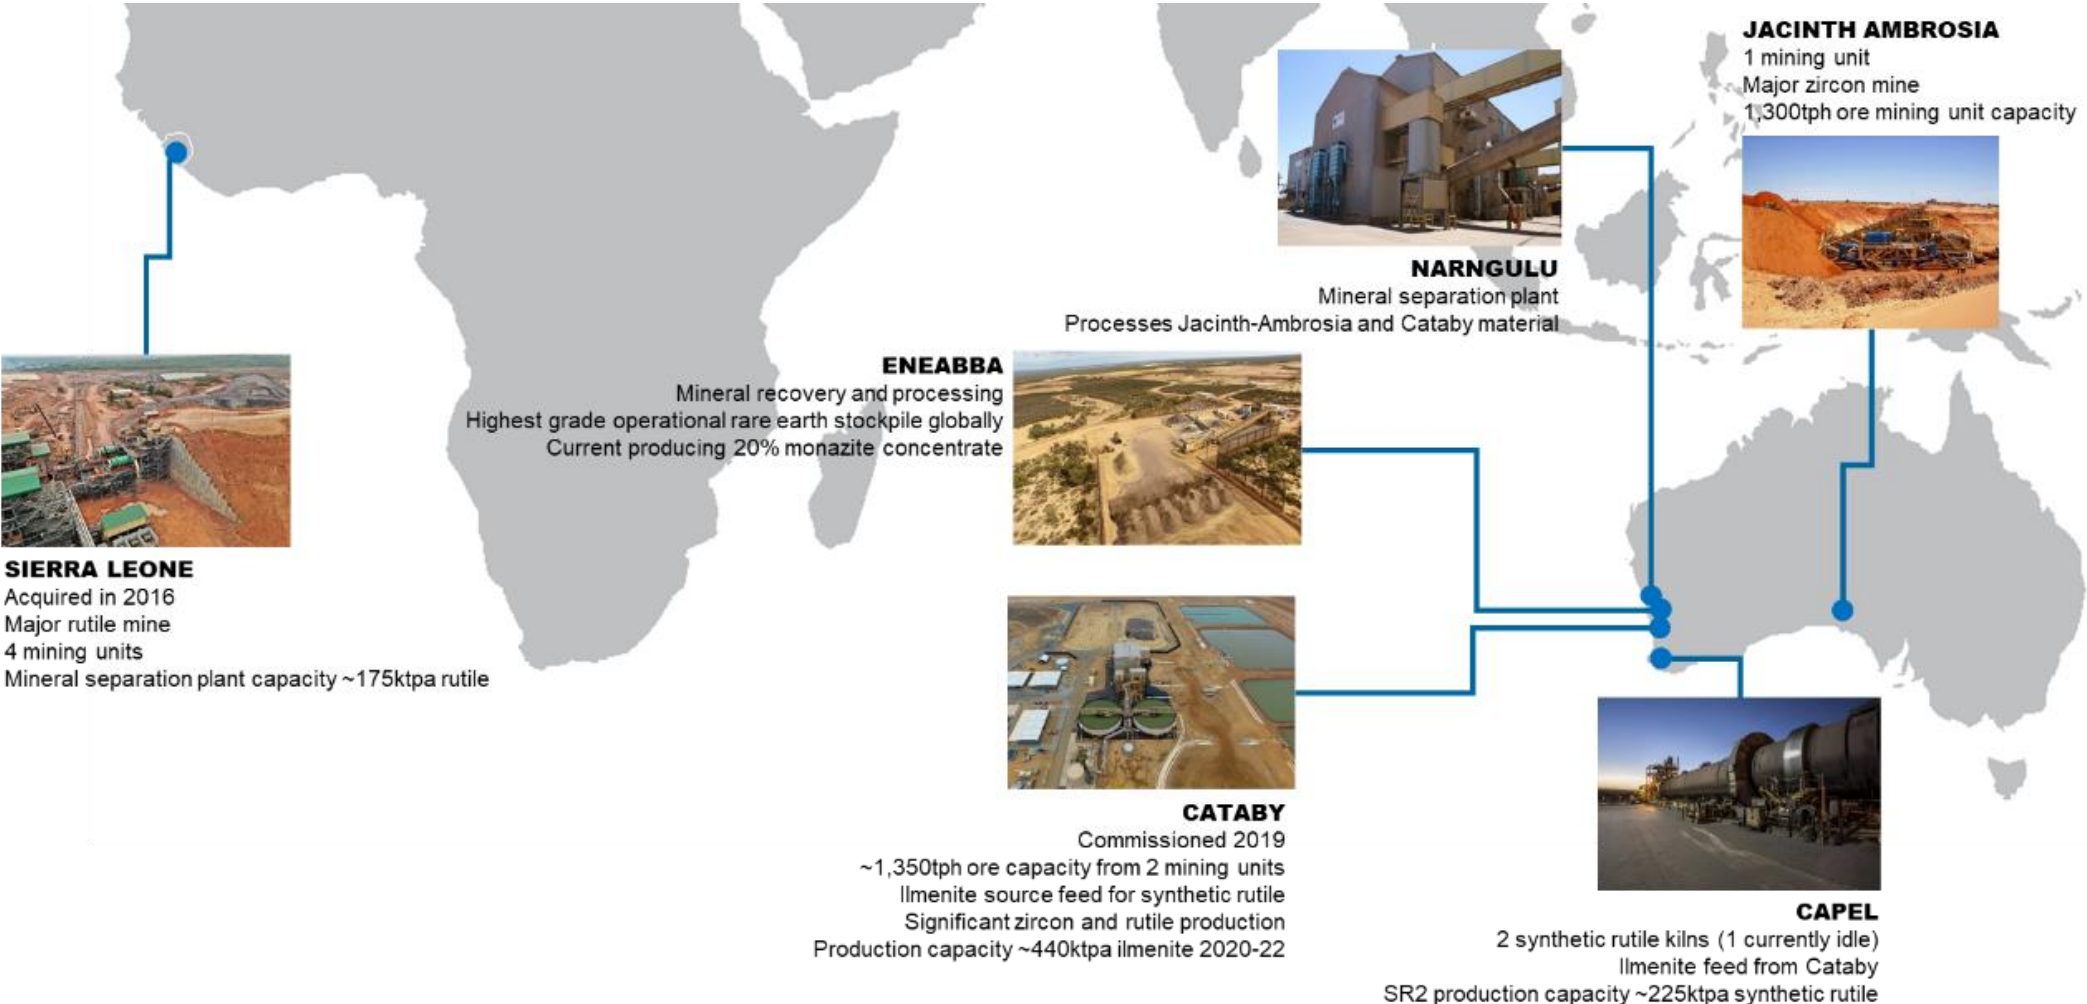 JACINTH AMBROSIA
1 mining unit
Major zircon mine
1,300tph ore mining unit capacity
NARNGULU
Mineral separation plant
Processes Jacinth-Ambrosia and Cataby material
ENEABBA
Mineral recovery and processing
Highest grade operational rare earth stockpile globally
Current producing 20% monazite concentrate
SIERRA LEONE
Acquired in 2016
Major rutile mine
4 mining units
Mineral separation plant capacity ~175ktpa rutile
CATABY
Commissioned 2019
~1,350tph ore capacity from 2 mining units
Ilmenite source feed for synthetic rutile
Significant zircon and rutile production
Production capacity ~440ktpa ilmenite 2020-22
CAPEL
2 synthetic rutile kilns (1 currently idle)
Ilmenite feed from Cataby
SR2 production capacity ~225ktpa synthetic rutile